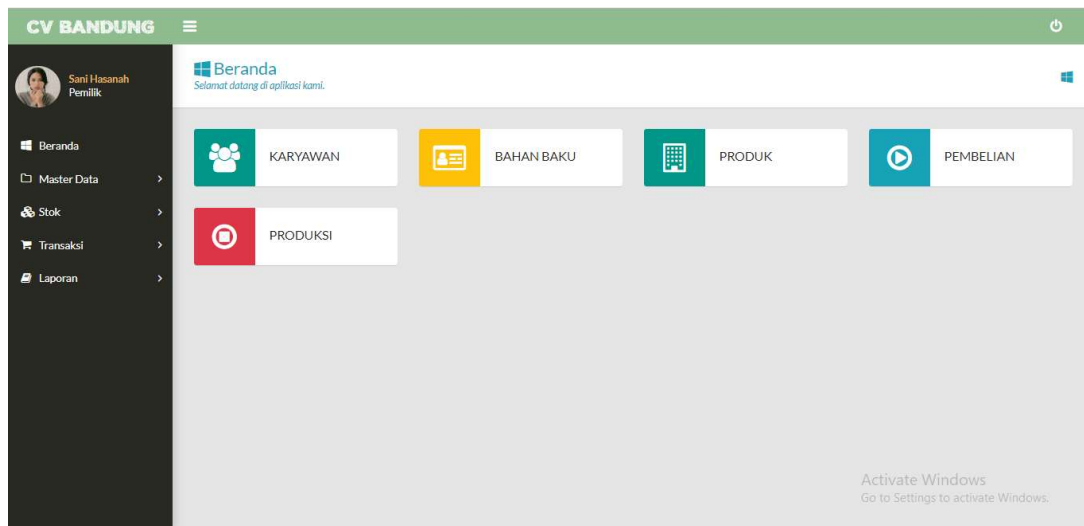 CV BANDUNG
Sani Hasanah
Pemilik
Beranda
Master Data
Stok
Transaksi
Laporan
Beranda
Selamat datang di aplikasi kami.
KARYAWAN
BAHAN BAKU
PRODUK
PEMBELIAN
PRODUKSI
Activate Windows
Go to Settings to activate Windows.